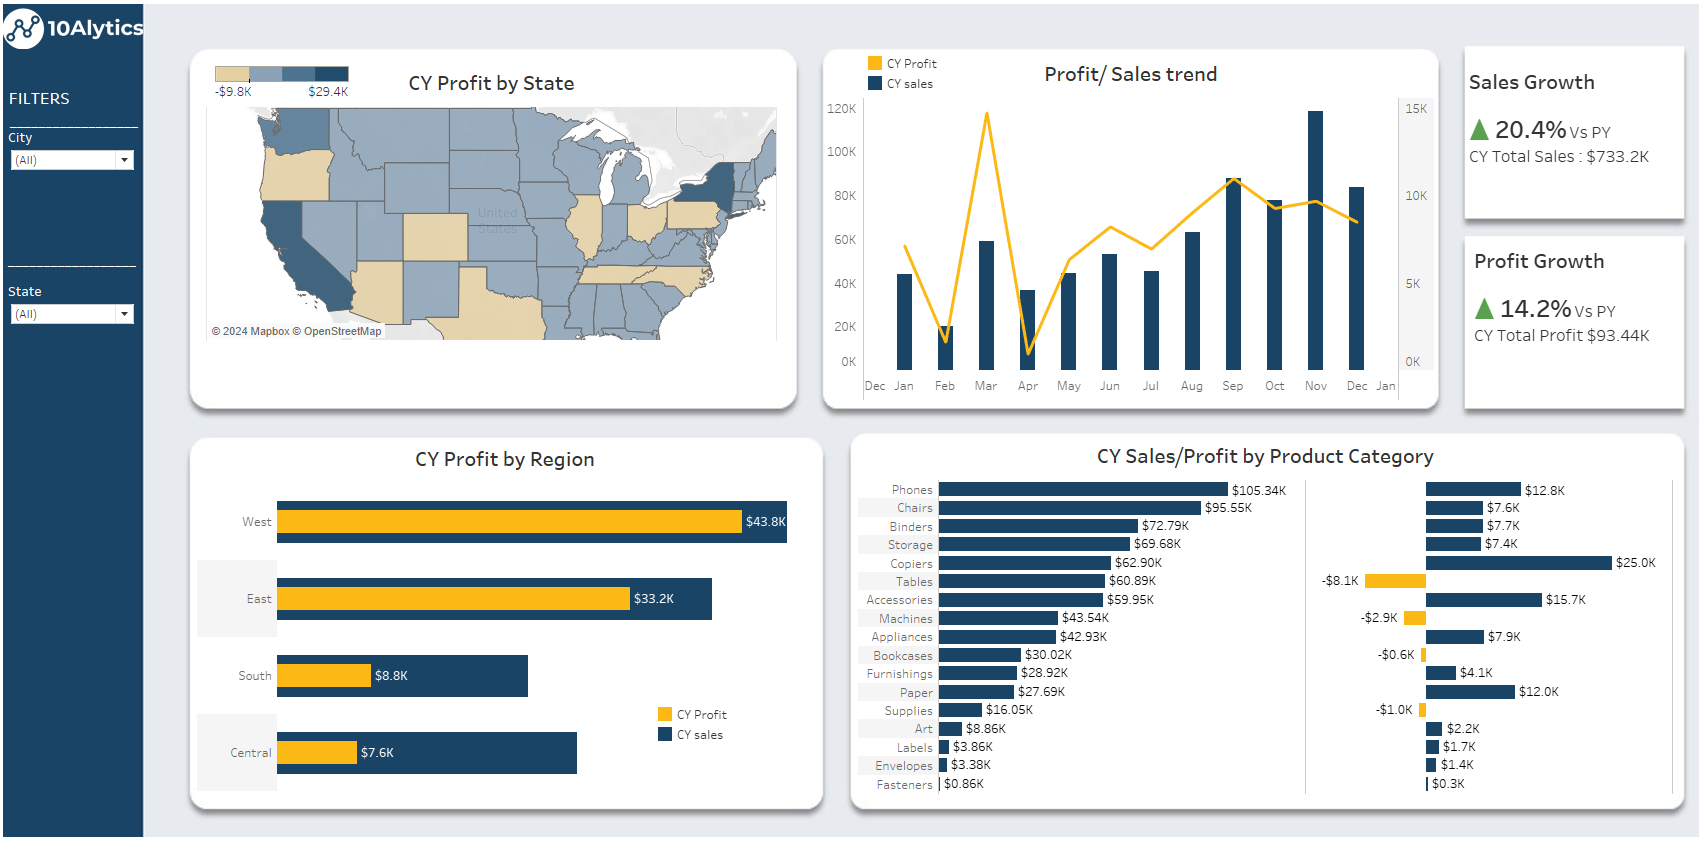 10Alytics
FILTERS
City
(All)
State
(All)
-$9.8K $29.4K
CY Profit by State
United
States
© 2024 Mapbox © OpenStreetMap
CY Profit
CY sales
Profit/ Sales trend
120K
100K
80K
60K
40K
20K
0K
15K
10K
5K
0K
Dec Jan Feb Mar Apr May Jun Jul Aug Sep Oct Nov Dec Jan
Sales Growth
20.4% Vs PY
CY Total Sales : $733.2K
Profit Growth
14.2% Vs PY
CY Total Profit $93.44K
CY Profit by Region
West $43.8K
East $33.2K
South $8.8K
Central $7.6K
CY Profit
CY sales
CY Sales/Profit by Product Category
Phones $105.34K $12.8K
Chairs $95.55K $7.6K
Binders $72.79K $7.7K
Storage $69.68K $7.4K
Copiers $62.90K $25.0K
Tables $60.89K -$8.1K
Accessories $59.95K $15.7K
Machines $43.54K -$2.9K
Appliances $42.93K $7.9K
Bookcases $30.02K -$0.6K
Furnishings $28.92K $4.1K
Paper $27.69K $12.0K
Supplies $16.05K -$1.0K
Art $8.86K $2.2K
Labels $3.86K $1.7K
Envelopes $3.38K $1.4K
Fasteners $0.86K $0.3K